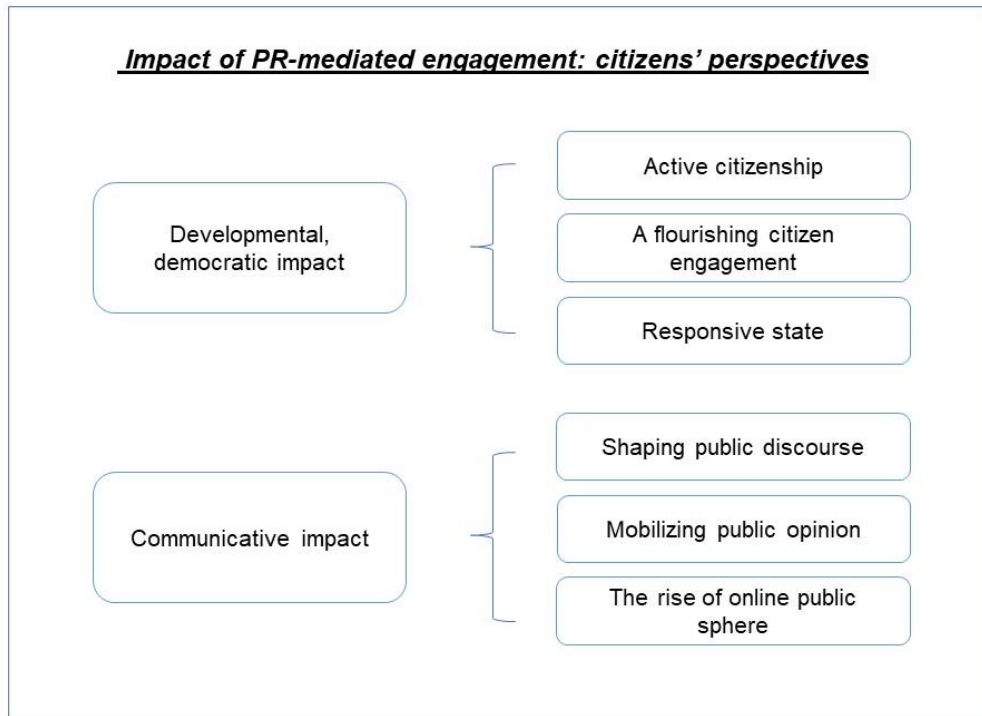 Impact of PR-mediated engagement: citizens' perspectives
Developmental,
democratic impact
Active citizenship
A flourishing citizen
engagement
Responsive state
Communicative impact
Shaping public discourse
Mobilizing public opinion
The rise of online public
sphere